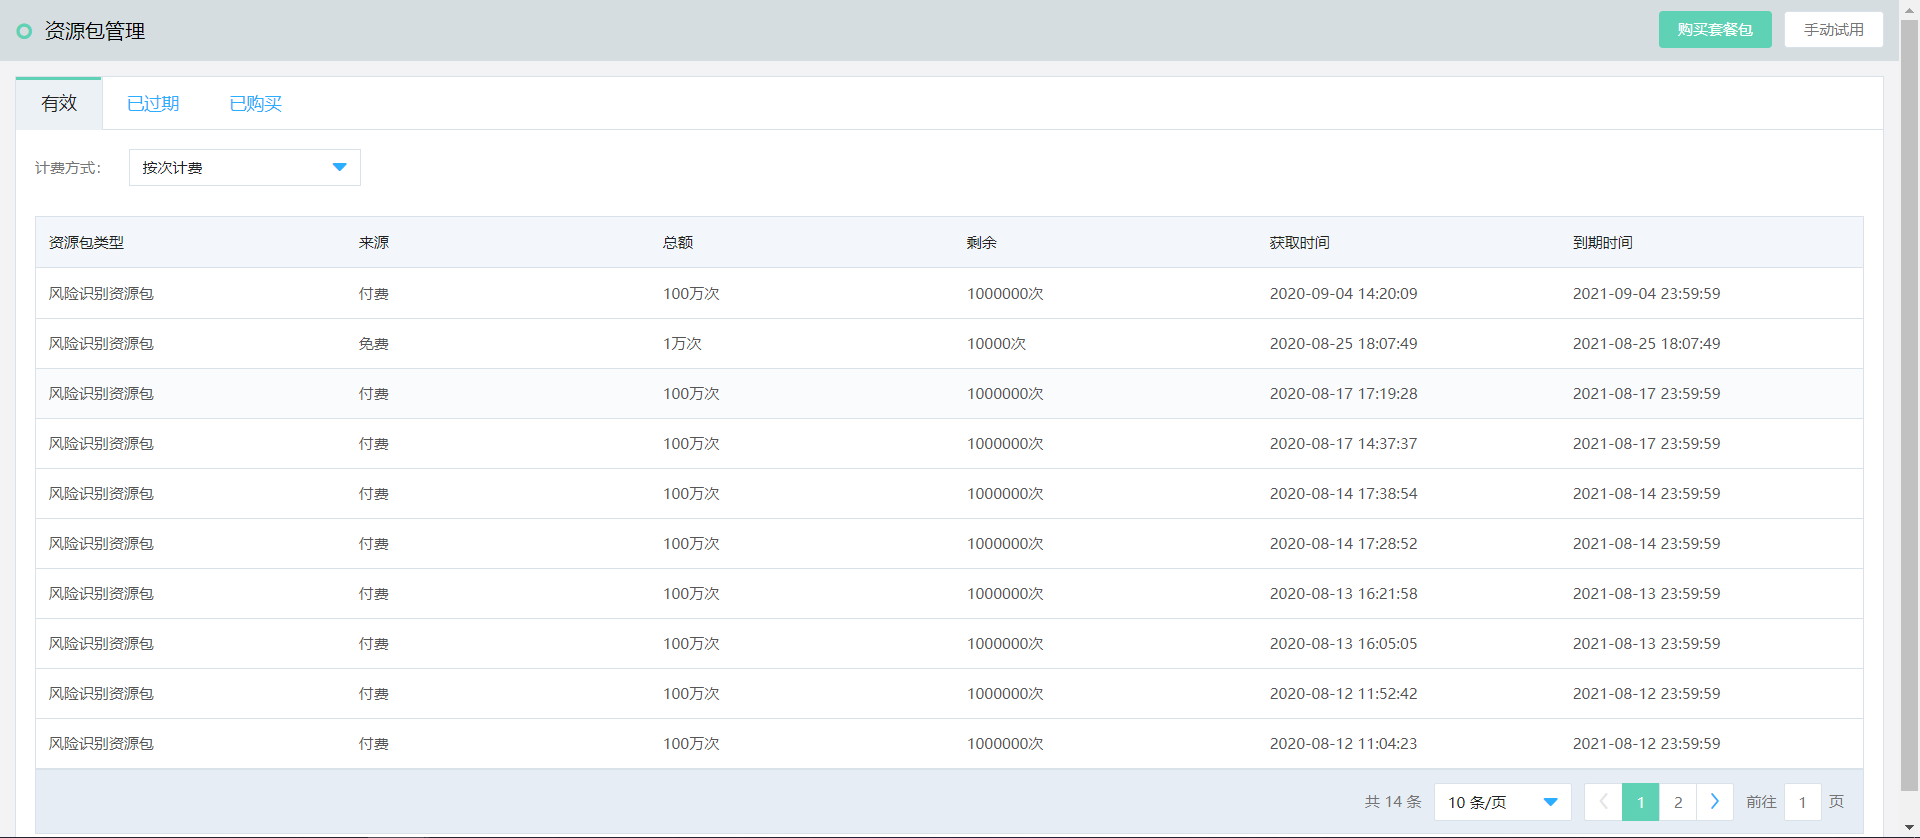 资源包管理 购买套餐包 手动试用
有效 已过期 已购买
计费方式： 按次计费
资源包类型 来源 总额 剩余 获取时间 到期时间
风险识别资源包 付费 100万次 1000000次 2020-09-04 14:20:09 2021-09-04 23:59:59
风险识别资源包 免费 1万次 10000次 2020-08-25 18:07:49 2021-08-25 18:07:49
风险识别资源包 付费 100万次 1000000次 2020-08-17 17:19:28 2021-08-17 23:59:59
风险识别资源包 付费 100万次 1000000次 2020-08-17 14:37:37 2021-08-17 23:59:59
风险识别资源包 付费 100万次 1000000次 2020-08-14 17:38:54 2021-08-14 23:59:59
风险识别资源包 付费 100万次 1000000次 2020-08-14 17:28:52 2021-08-14 23:59:59
风险识别资源包 付费 100万次 1000000次 2020-08-13 16:21:58 2021-08-13 23:59:59
风险识别资源包 付费 100万次 1000000次 2020-08-13 16:05:05 2021-08-13 23:59:59
风险识别资源包 付费 100万次 1000000次 2020-08-12 11:52:42 2021-08-12 23:59:59
风险识别资源包 付费 100万次 1000000次 2020-08-12 11:04:23 2021-08-12 23:59:59
共 14 条 10 条/页 1 2 前往 1 页